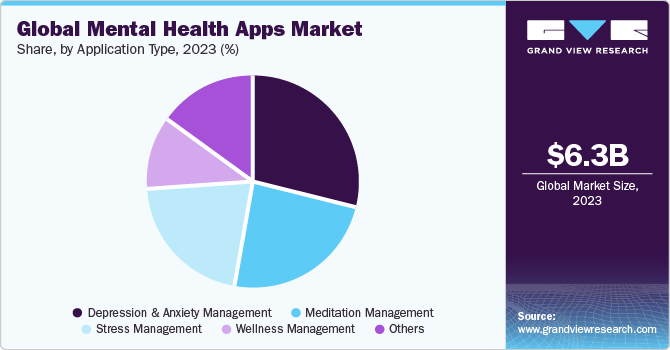 Global Mental Health Apps Market
Share, by Application Type, 2023 (%)
Depression & Anxiety Management
Meditation Management
Stress Management
Wellness Management
Others
GRAND VIEW RESEARCH
$6.3B
Global Market Size,
2023
Source:
www.grandviewresearch.com